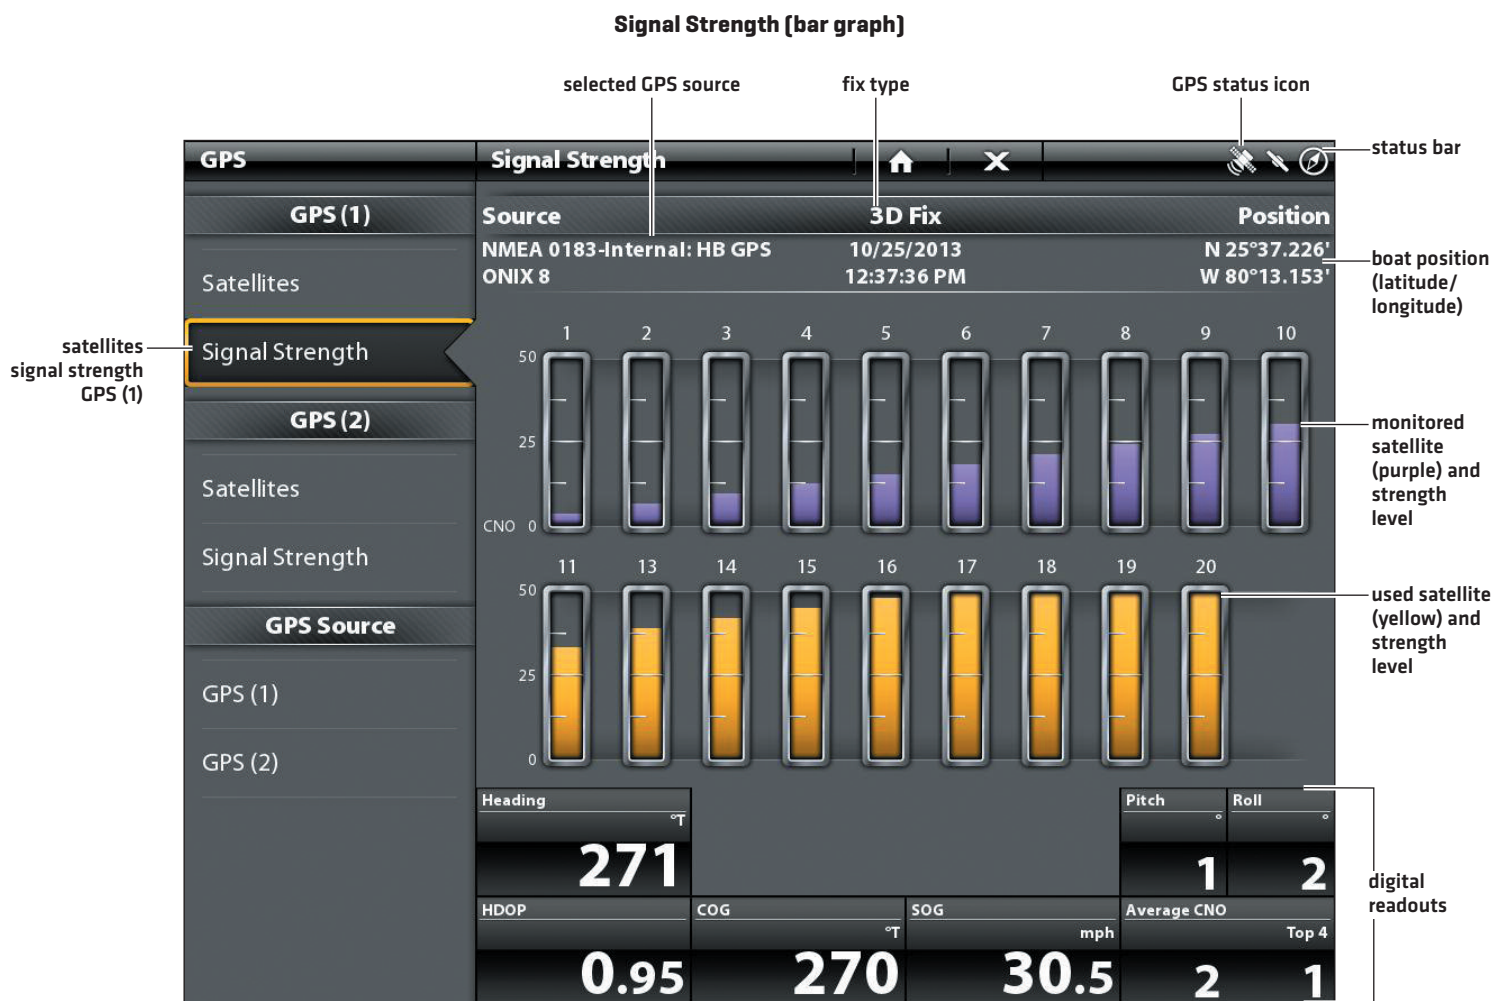 Signal Strength (bar graph)
selected GPS source
fix type
GPS status icon
status bar
GPS
Signal Strength
GPS (1)
Source
3D Fix
Position
NMEA 0183-Internal: HB GPS
10/25/2013
N 25°37.226'
ONIX 8
12:37:36 PM
W 80°13.153'
boat position
(latitude/
longitude)
Satellites
Signal Strength
satellites
signal strength
GPS (1)
GPS (2)
Satellites
Signal Strength
GPS Source
GPS (1)
GPS (2)
1 2 3 4 5 6 7 8 9 10
50
25
CNO 0
monitored
satellite
(purple) and
strength
level
11 13 14 15 16 17 18 19 20
50
25
0
used satellite
(yellow) and
strength
level
Heading
°T
271
Pitch
°
1
Roll
°
2
digital
readouts
HDOP
0.95
COG
°T
270
SOG
mph
30.5
Average CNO
Top 4
2 1